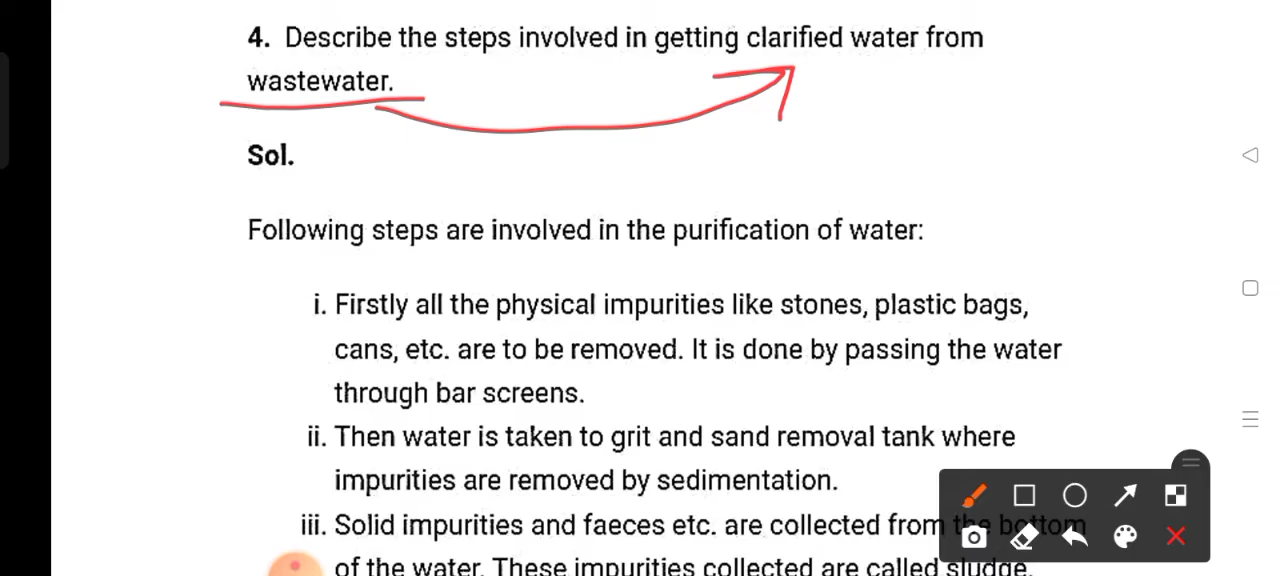 4. Describe the steps involved in getting clarified water from
wastewater.
Sol.
Following steps are involved in the purification of water:
i. Firstly all the physical impurities like stones, plastic bags,
cans, etc. are to be removed. It is done by passing the water
through bar screens.
ii. Then water is taken to grit and sand removal tank where
impurities are removed by sedimentation.
iii. Solid impurities and faeces etc. are collected from the bottom
of the water. These impurities collected are called sludge.